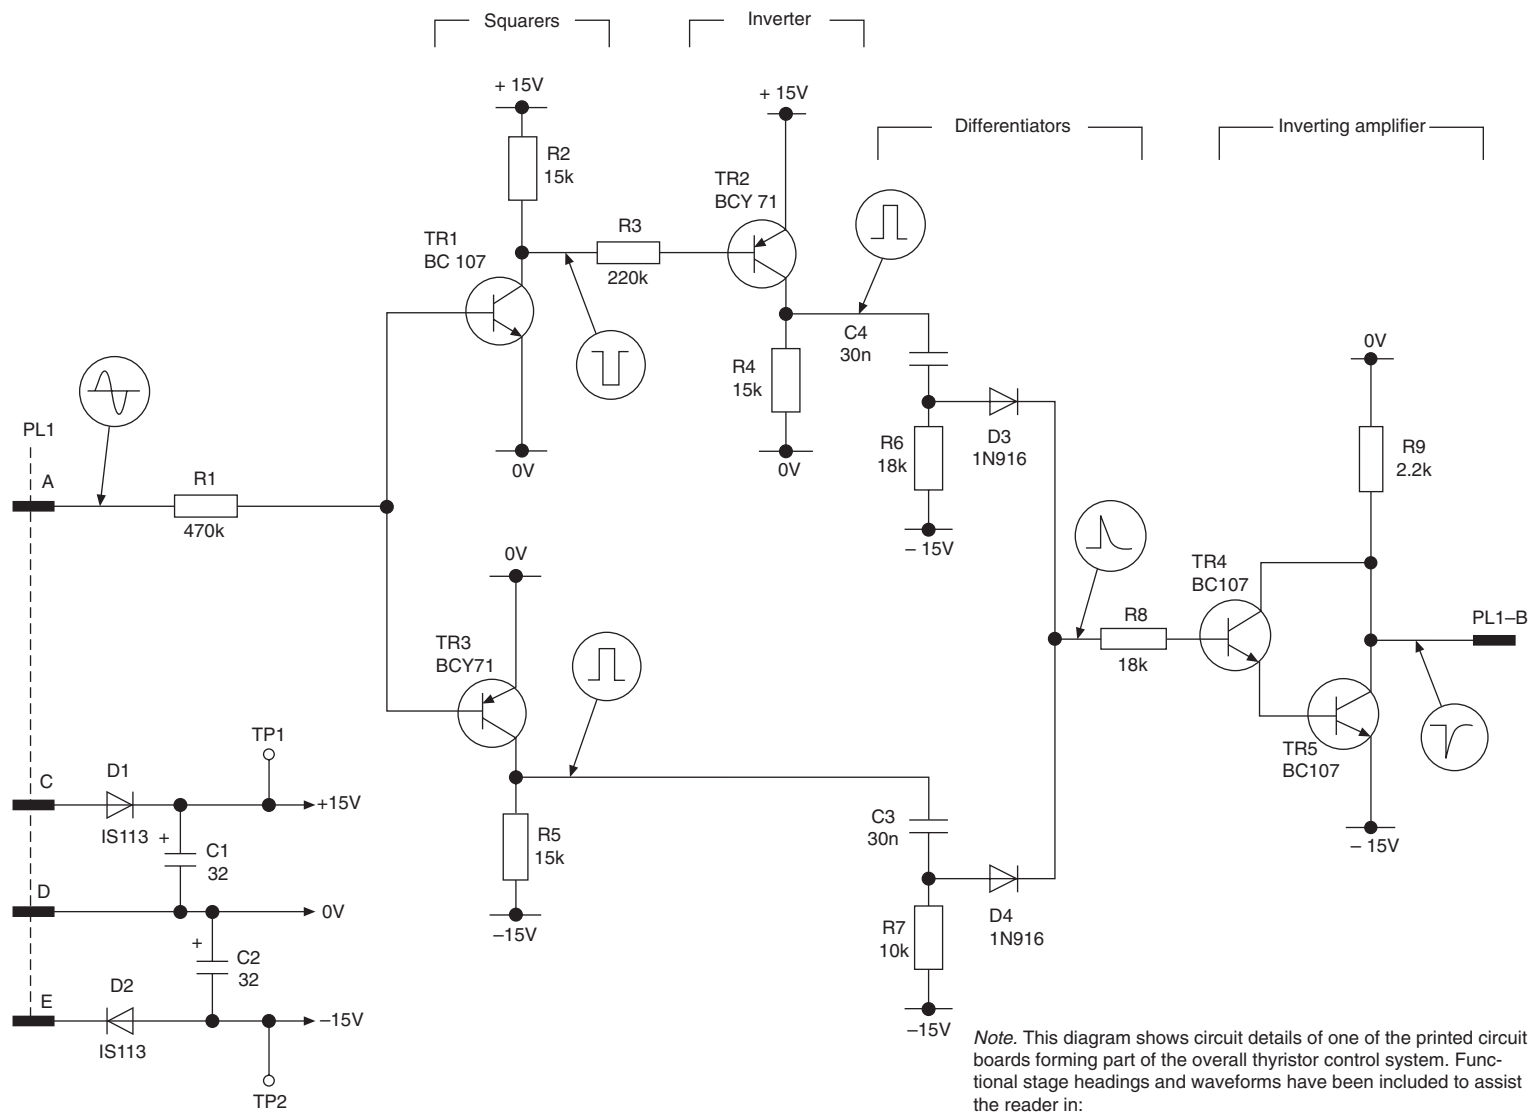 Squarers
Inverter
+ 15V
+ 15V
Differentiators
Inverting amplifier
R2
15k
TR2
BCY 71
TR1
BC 107
R3
220k
C4
30n
R4
15k
0V
PL1
A
R1
470k
0V
0V
R6
18k
D3
1N916
– 15V
R9
2.2k
0V
TR3
BCY71
TR4
BC107
R8
18k
PL1–B
TP1
C
D1
IS113
+
C1
32
+15V
R5
15k
–15V
C3
30n
TR5
BC107
– 15V
D
0V
+
C2
32
R7
10k
D4
1N916
E
D2
IS113
–15V
TP2
–15V
Note. This diagram shows circuit details of one of the printed circuit
boards forming part of the overall thyristor control system. Func-
tional stage headings and waveforms have been included to assist
the reader in: